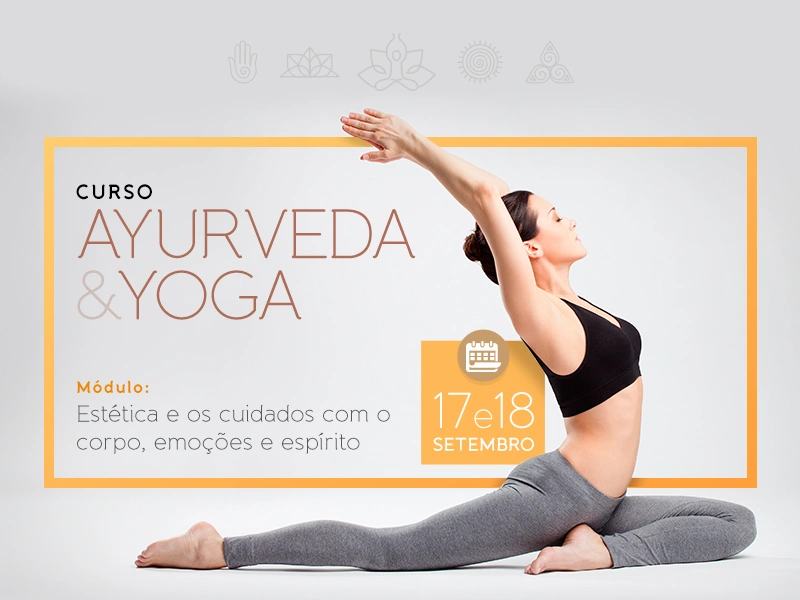 CURSO
AYURVEDA
&YOGA
Módulo:
Estética e os cuidados com o
corpo, emoções e espírito
17e18
SETEMBRO